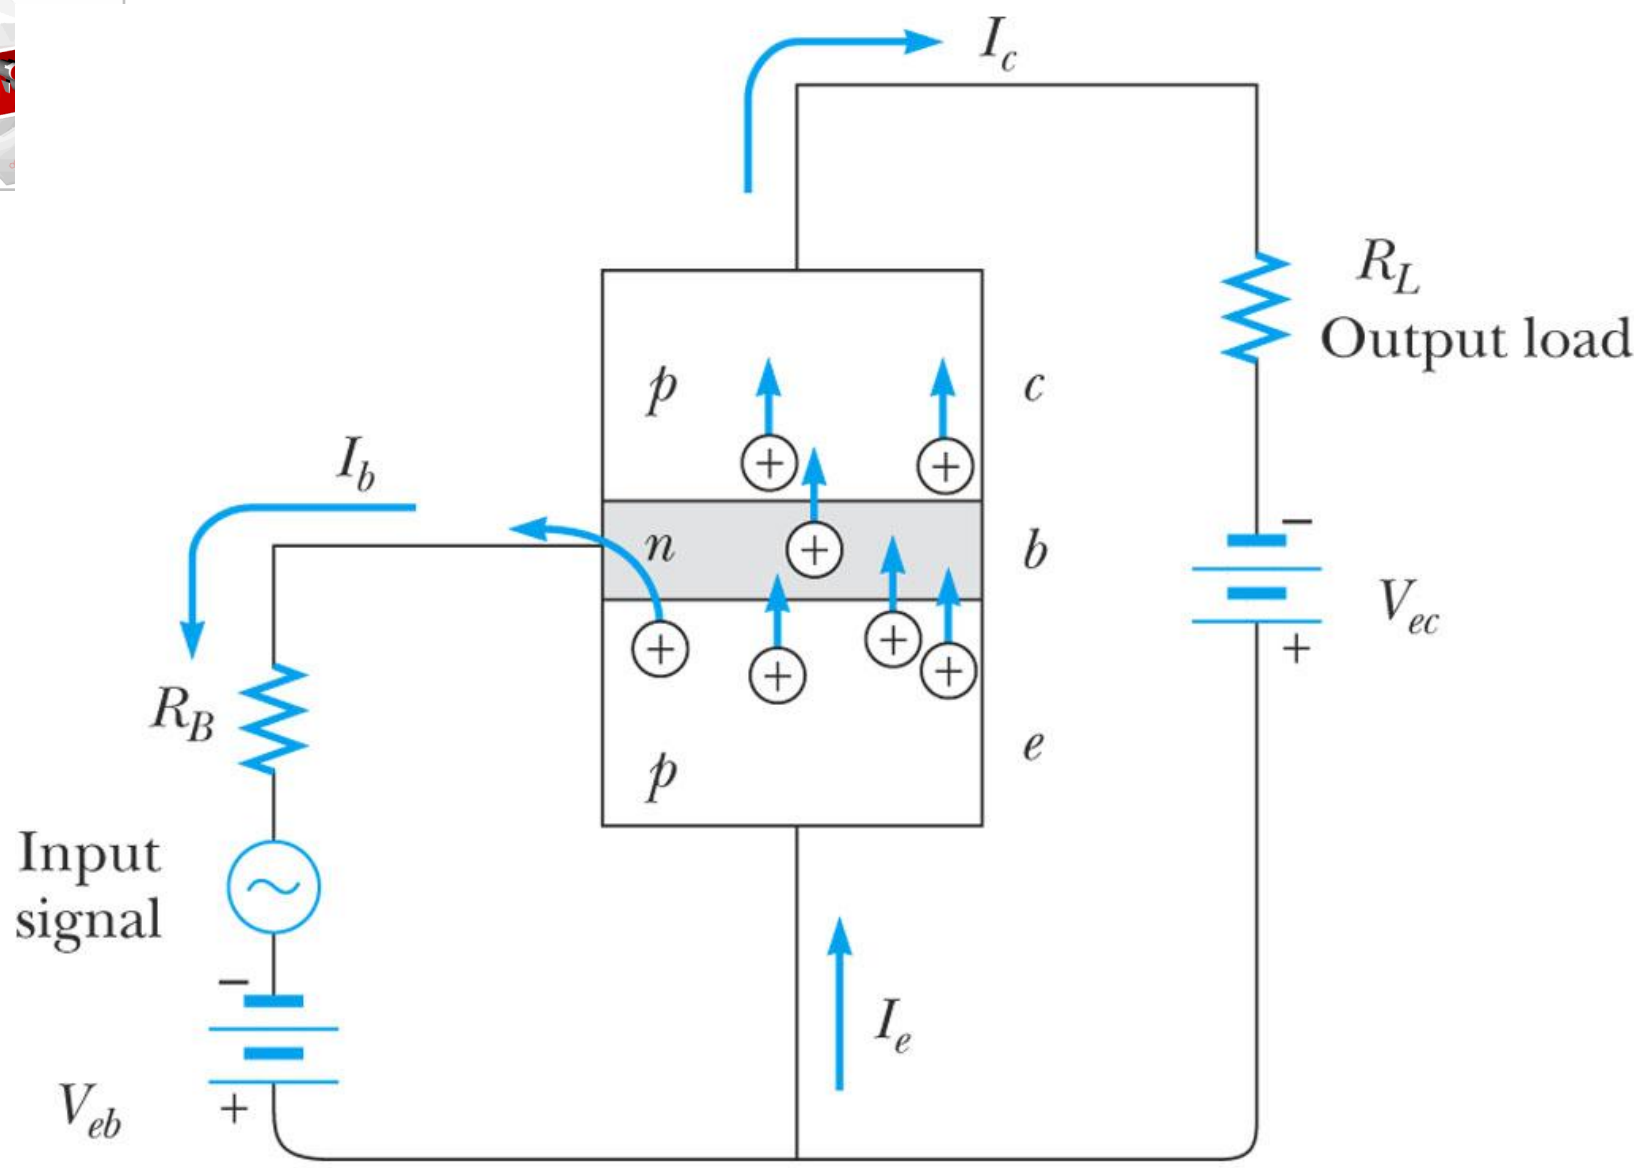 I_c
R_L
Output load
p
c
I_b
n
b
V_ec
−
+
R_B
e
p
Input
signal
−
I_e
V_eb
+
+
+
+
+
+
+
+